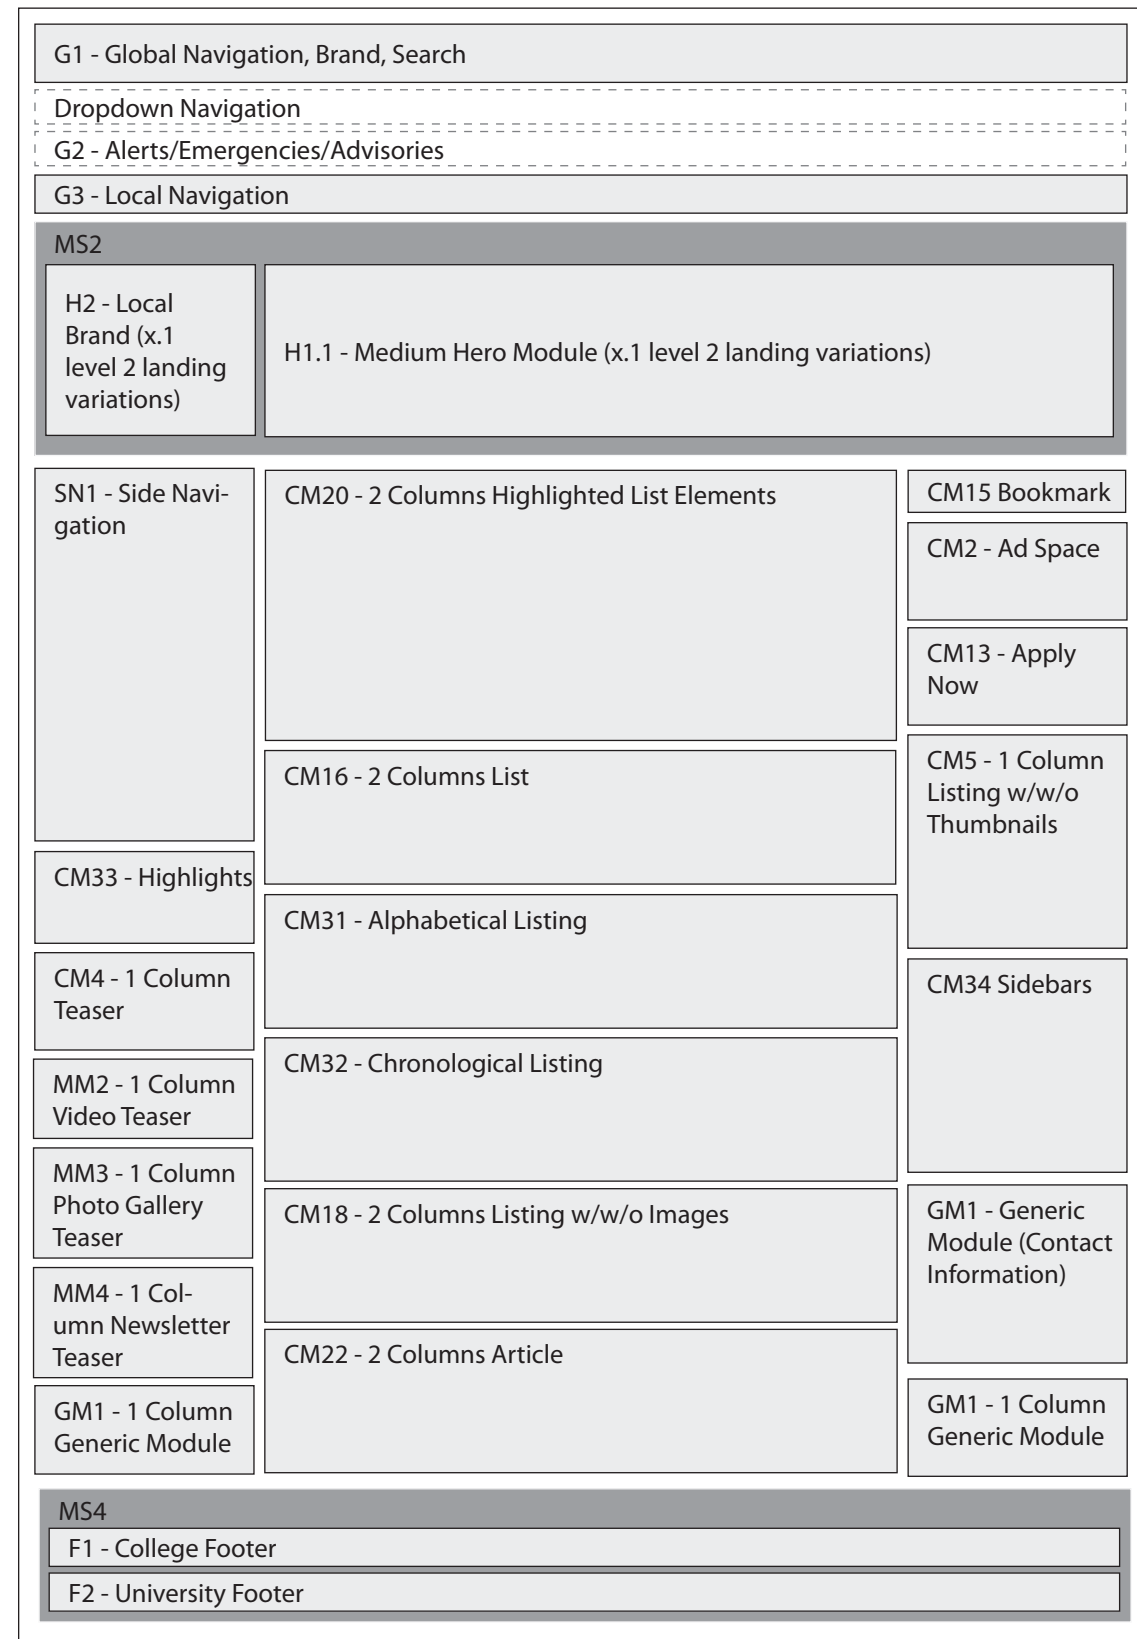 G1 - Global Navigation, Brand, Search
Dropdown Navigation
G2 - Alerts/Emergencies/Advisories
G3 - Local Navigation
MS2
H2 - Local
Brand (x.1
level 2 landing
variations)
H1.1 - Medium Hero Module (x.1 level 2 landing variations)
SN1 - Side Navi-
gation
CM33 - Highlights
CM4 - 1 Column
Teaser
MM2 - 1 Column
Video Teaser
MM3 - 1 Column
Photo Gallery
Teaser
MM4 - 1 Col-
umn Newsletter
Teaser
GM1 - 1 Column
Generic Module
CM20 - 2 Columns Highlighted List Elements
CM16 - 2 Columns List
CM31 - Alphabetical Listing
CM32 - Chronological Listing
CM18 - 2 Columns Listing w/w/o Images
CM22 - 2 Columns Article
CM15 Bookmark
CM2 - Ad Space
CM13 - Apply
Now
CM5 - 1 Column
Listing w/w/o
Thumbnails
CM34 Sidebars
GM1 - Generic
Module (Contact
Information)
GM1 - 1 Column
Generic Module
MS4
F1 - College Footer
F2 - University Footer